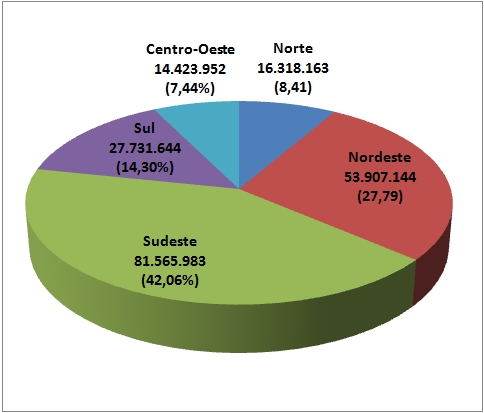 Centro-Oeste
14.423.952
(7,44%)
Norte
16.318.163
(8,41)
Sul
27.731.644
(14,30%)
Nordeste
53.907.144
(27,79)
Sudeste
81.565.983
(42,06%)